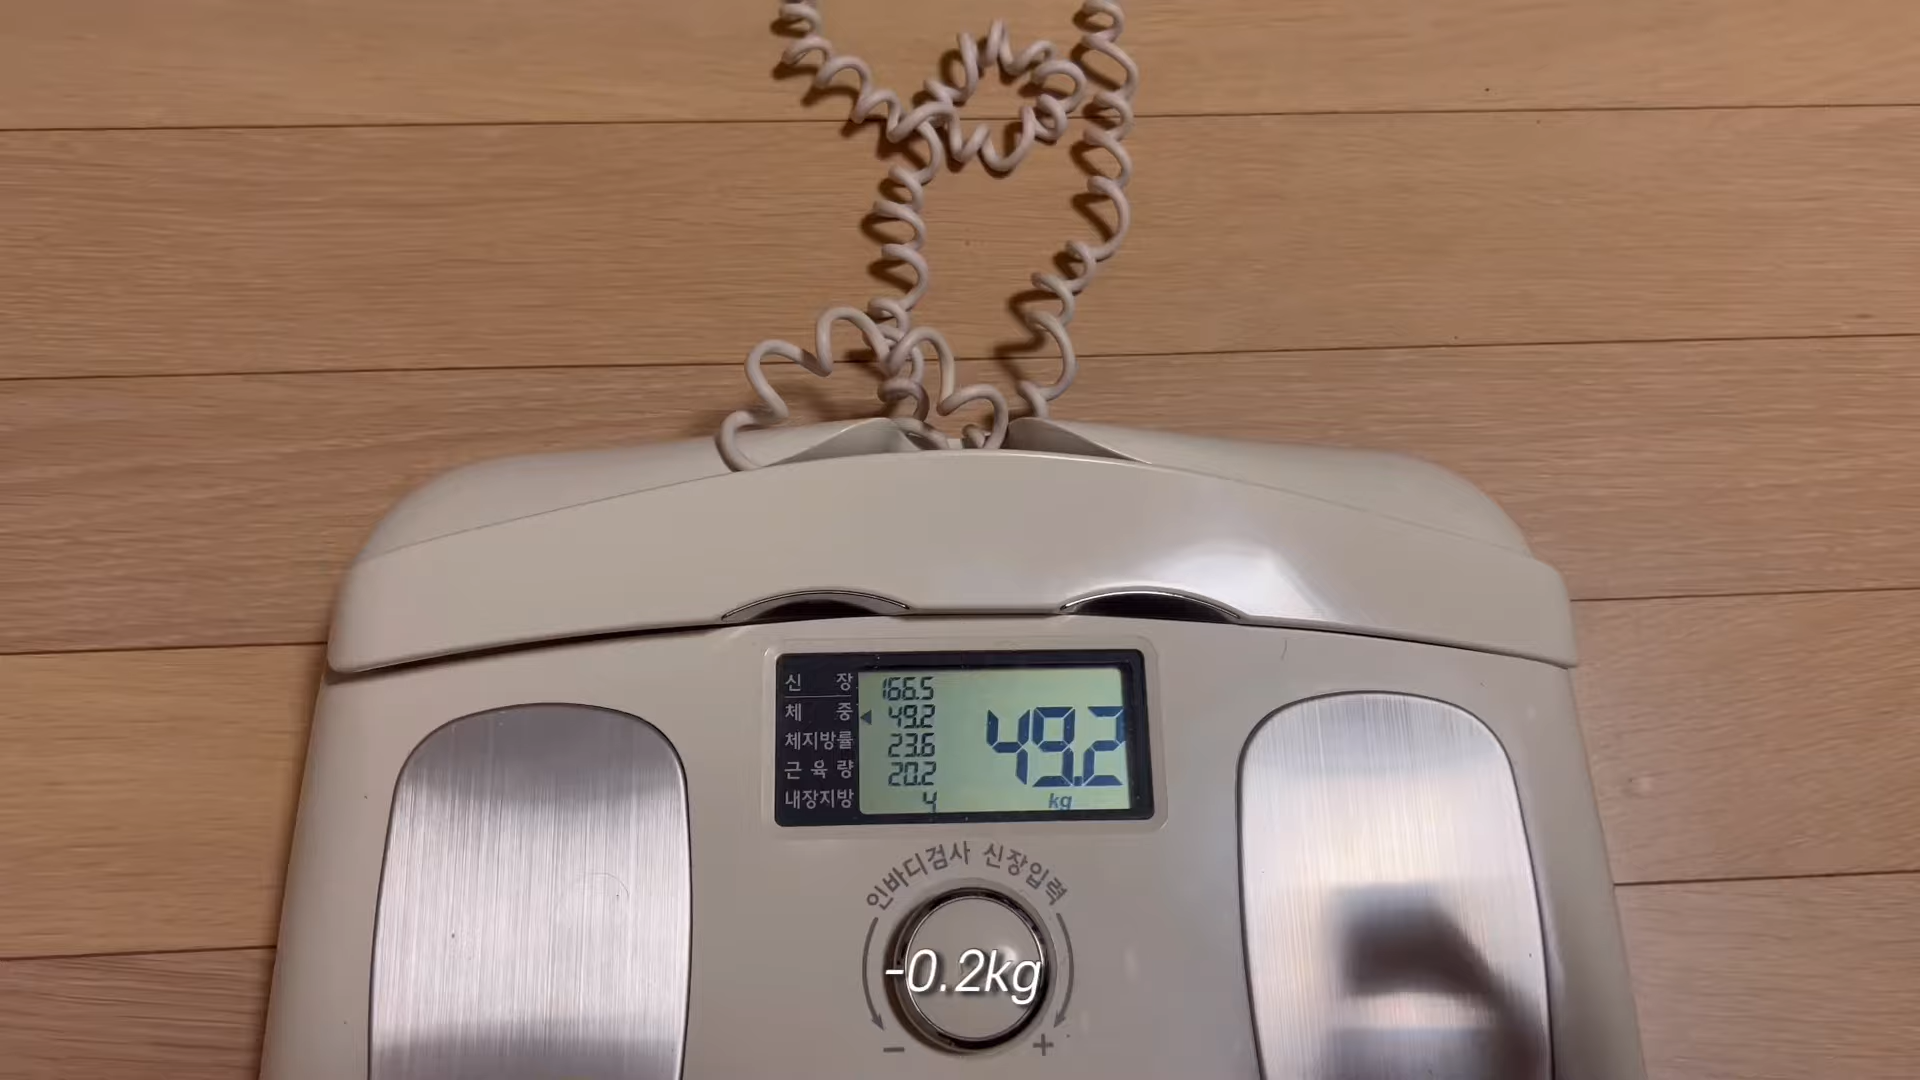 신 장 166.5
체 중 49.2
체지방률 23.6
근육량 20.2
내장지방 4
49.2
kg
인바디검사 신장입력
-0.2kg
- +